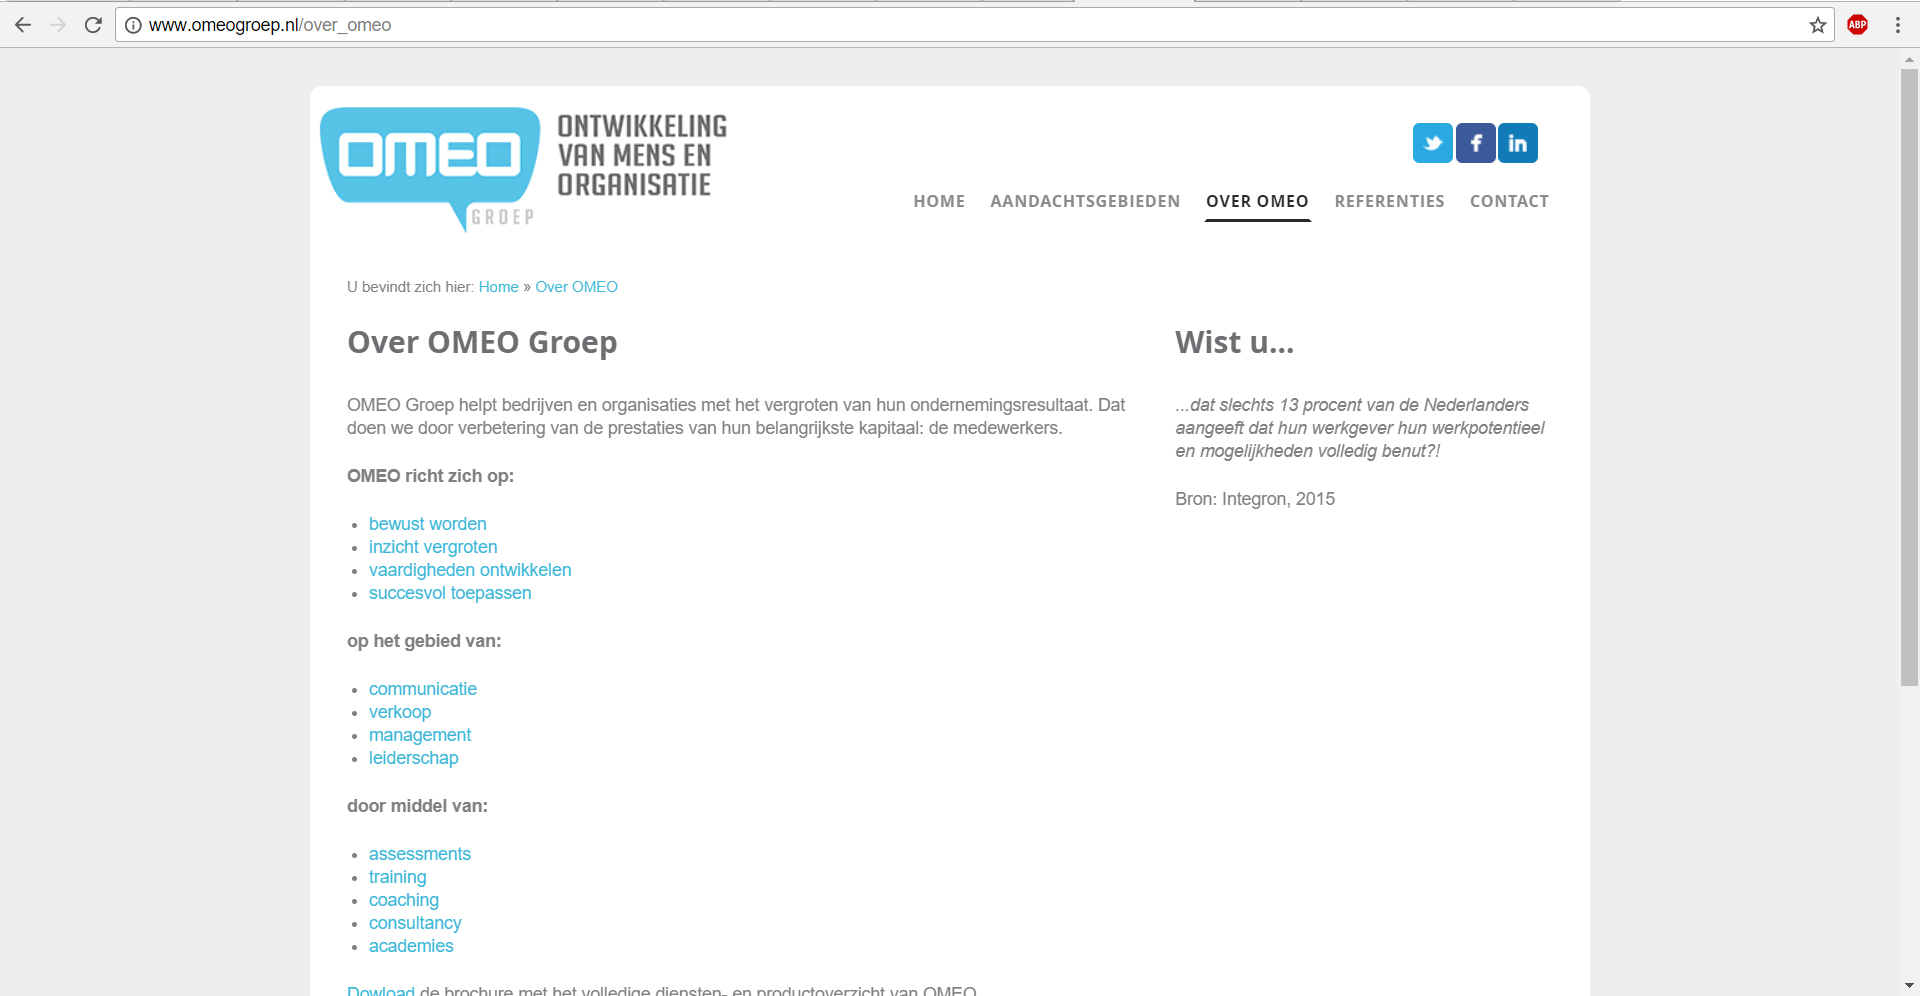 www.omeogroep.nl/over_omeo
ABP
OMEO
GROEP
ONTWIKKELING
VAN MENS EN
ORGANISATIE
f
in
HOME AANDACHTSGEBIEDEN OVER OMEO REFERENTIES CONTACT
U bevindt zich hier: Home » Over OMEO
Over OMEO Groep
OMEO Groep helpt bedrijven en organisaties met het vergroten van hun ondernemingsresultaat. Dat
doen we door verbetering van de prestaties van hun belangrijkste kapitaal: de medewerkers.
OMEO richt zich op:
• bewust worden
• inzicht vergroten
• vaardigheden ontwikkelen
• succesvol toepassen
op het gebied van:
• communicatie
• verkoop
• management
• leiderschap
door middel van:
• assessments
• training
• coaching
• consultancy
• academies
Dowload de brochure met het volledige diensten- en productoverzicht van OMEO
Wist u...
...dat slechts 13 procent van de Nederlanders
aangeeft dat hun werkgever hun werkpotentieel
en mogelijkheden volledig benut?!
Bron: Integron, 2015